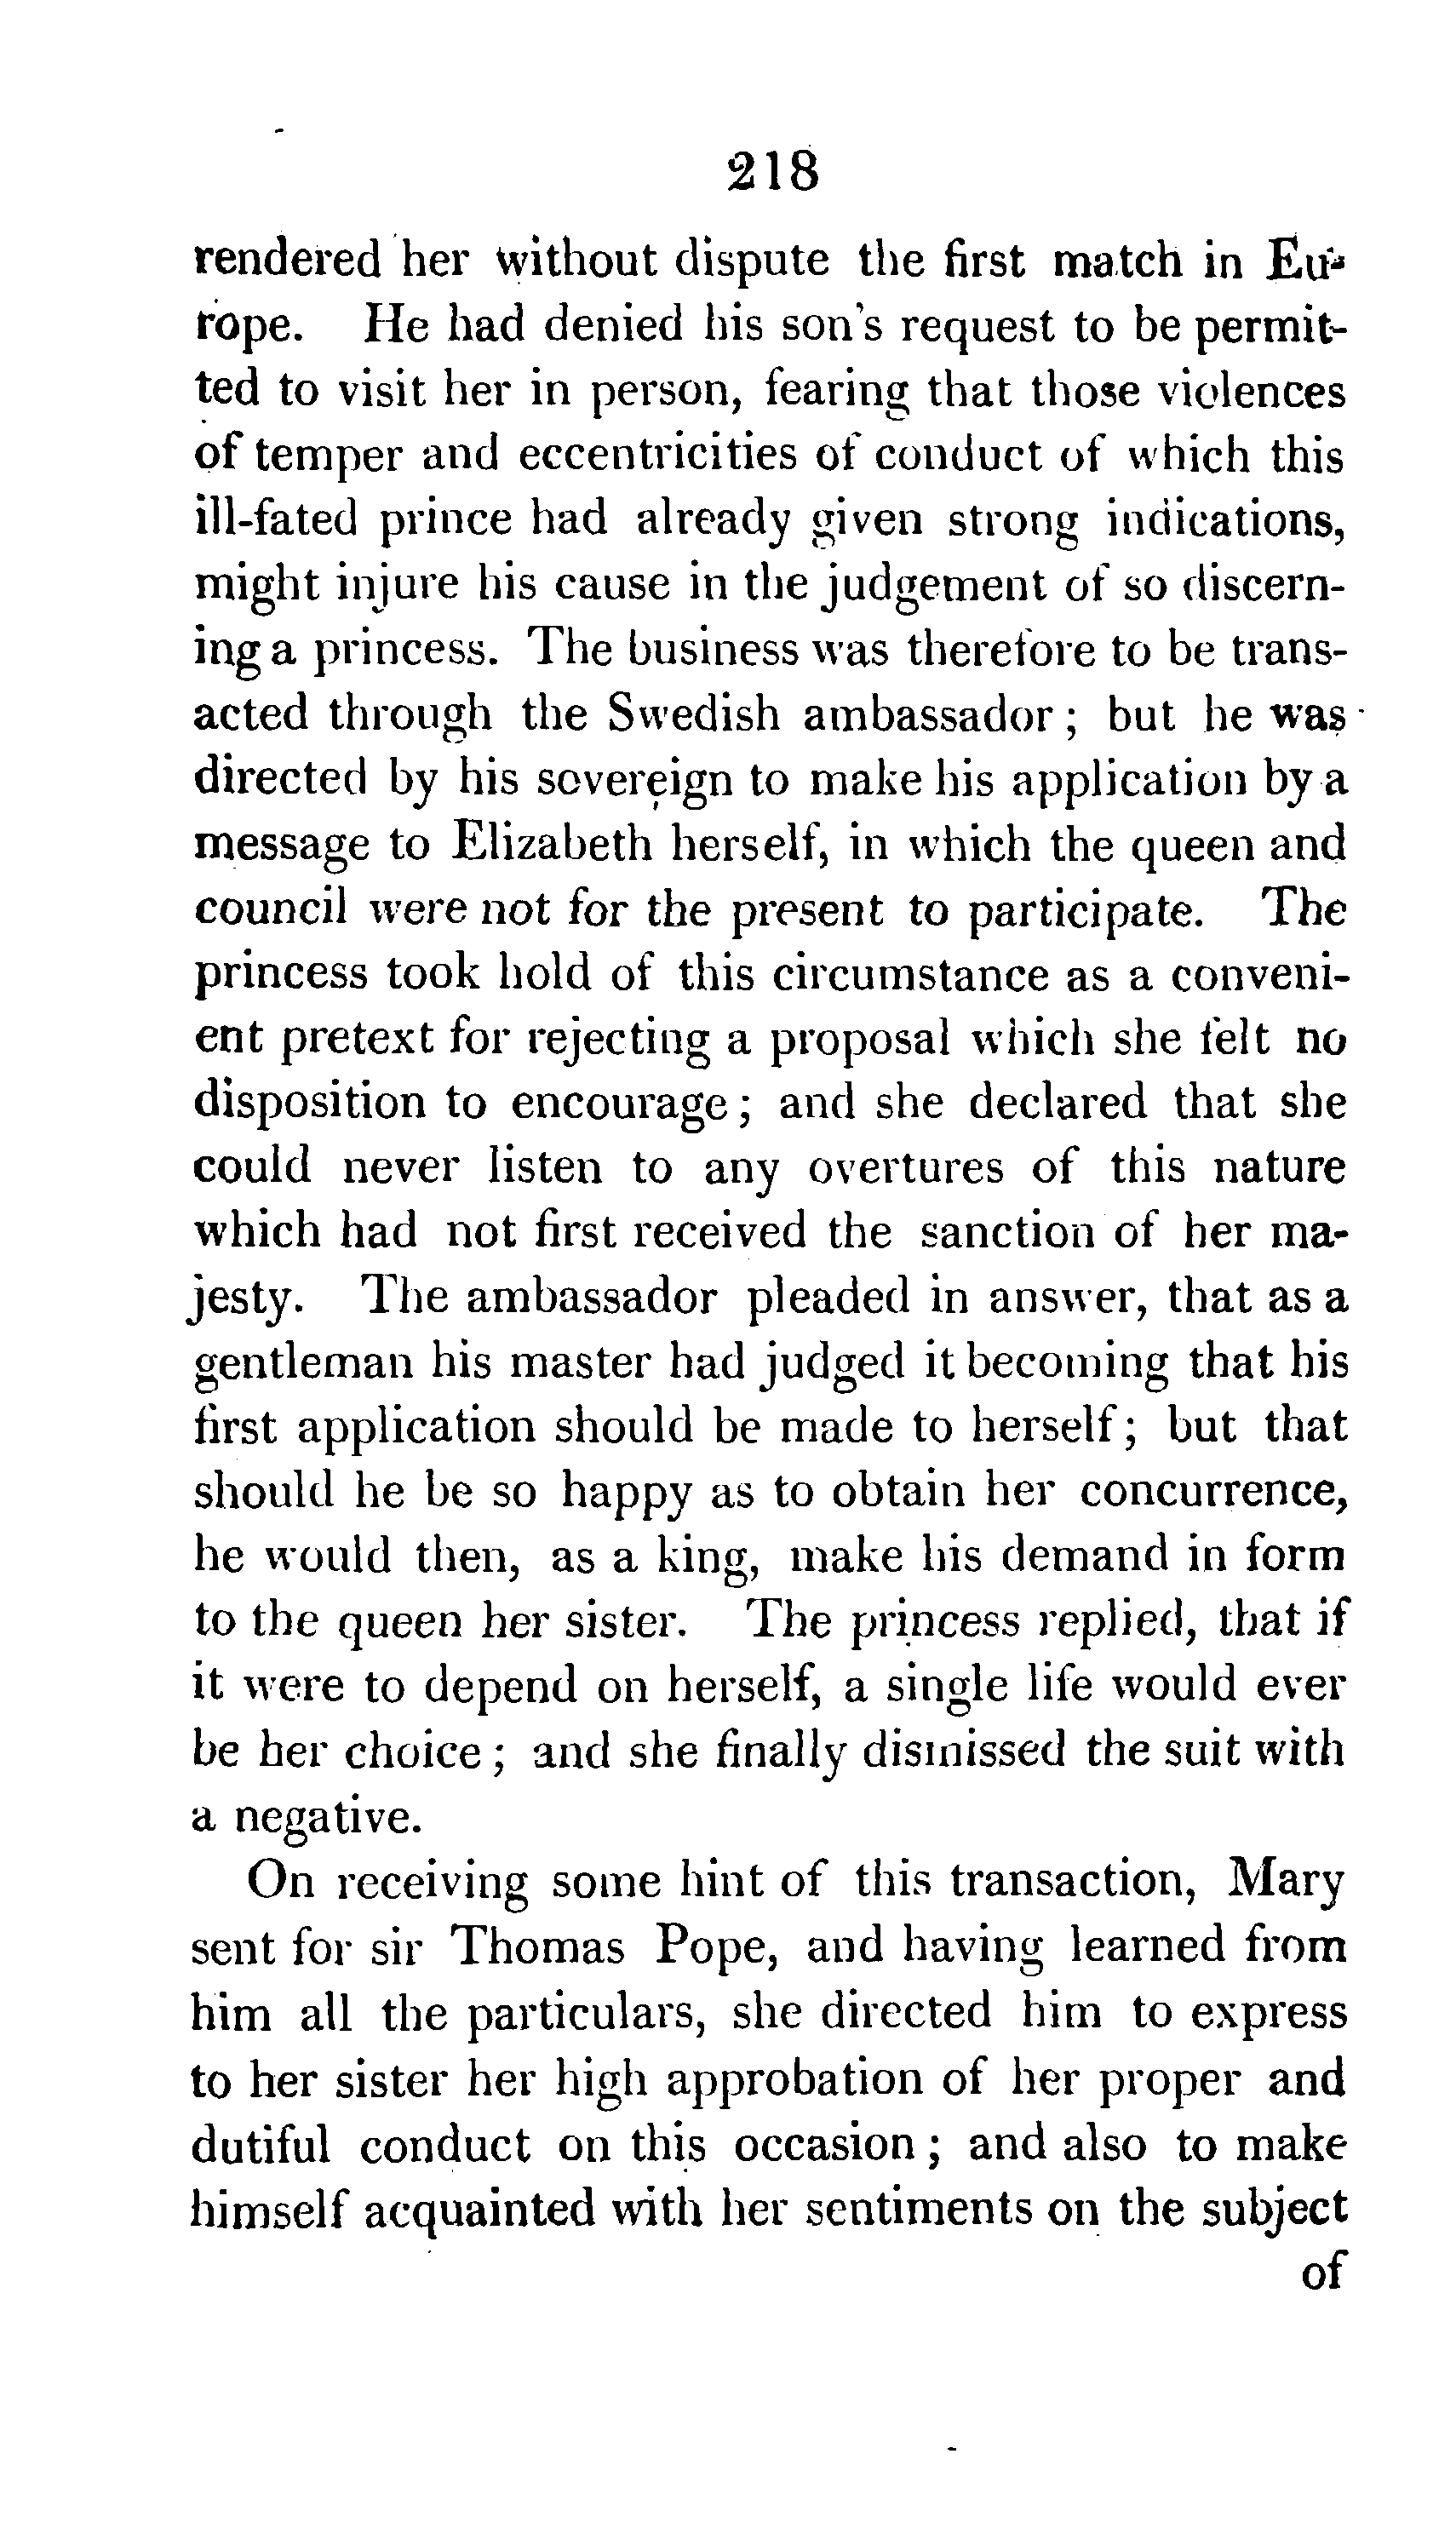 218
rendered her without dispute the first match in Eu-
rope. He had denied his son's request to be permit-
ted to visit her in person, fearing that those violences
of temper and eccentricities of conduct of which this
ill-fated prince had already given strong indications,
might injure his cause in the judgement of so discern-
ing a princess. The business was therefore to be trans-
acted through the Swedish ambassador; but he was
directed by his sovereign to make his application by a
message to Elizabeth herself, in which the queen and
council were not for the present to participate. The
princess took hold of this circumstance as a conveni-
ent pretext for rejecting a proposal which she felt no
disposition to encourage; and she declared that she
could never listen to any overtures of this nature
which had not first received the sanction of her ma-
jesty. The ambassador pleaded in answer, that as a
gentleman his master had judged it becoming that his
first application should be made to herself; but that
should he be so happy as to obtain her concurrence,
he would then, as a king, make his demand in form
to the queen her sister. The princess replied, that if
it were to depend on herself, a single life would ever
be her choice; and she finally dismissed the suit with
a negative.
On receiving some hint of this transaction, Mary
sent for sir Thomas Pope, and having learned from
him all the particulars, she directed him to express
to her sister her high approbation of her proper and
dutiful conduct on this occasion; and also to make
himself acquainted with her sentiments on the subject
of